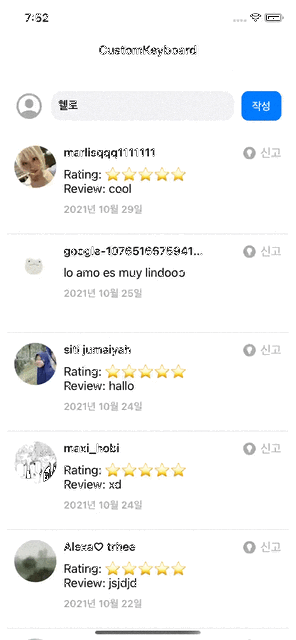 7:52
CustomKeyboard
헬로
작성
marlisqqq1111111
신고
Rating: ⭐⭐⭐⭐⭐
Review: cool
2021년 10월 29일
google-1076516675941...
신고
lo amo es muy lindooo
2021년 10월 25일
siti jumaiyah
신고
Rating: ⭐⭐⭐⭐⭐
Review: hallo
2021년 10월 24일
maxi_hobi
신고
Rating: ⭐⭐⭐⭐⭐
Review: xd
2021년 10월 24일
Alexa♡ trhee
신고
Rating: ⭐⭐⭐⭐⭐
Review: jsjdjd
2021년 10월 22일